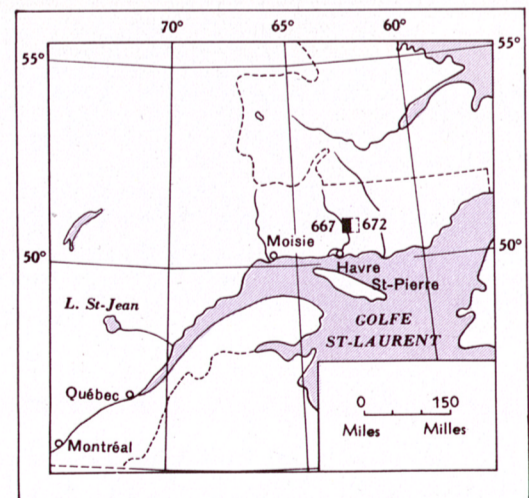 70° 65° 60°
55° 55°
667 672
Moisie
50° 50°
Havre
St-Pierre
L. St-Jean
GOLFE
ST-LAURENT
Québec
0 150
Miles Milles
Montréal